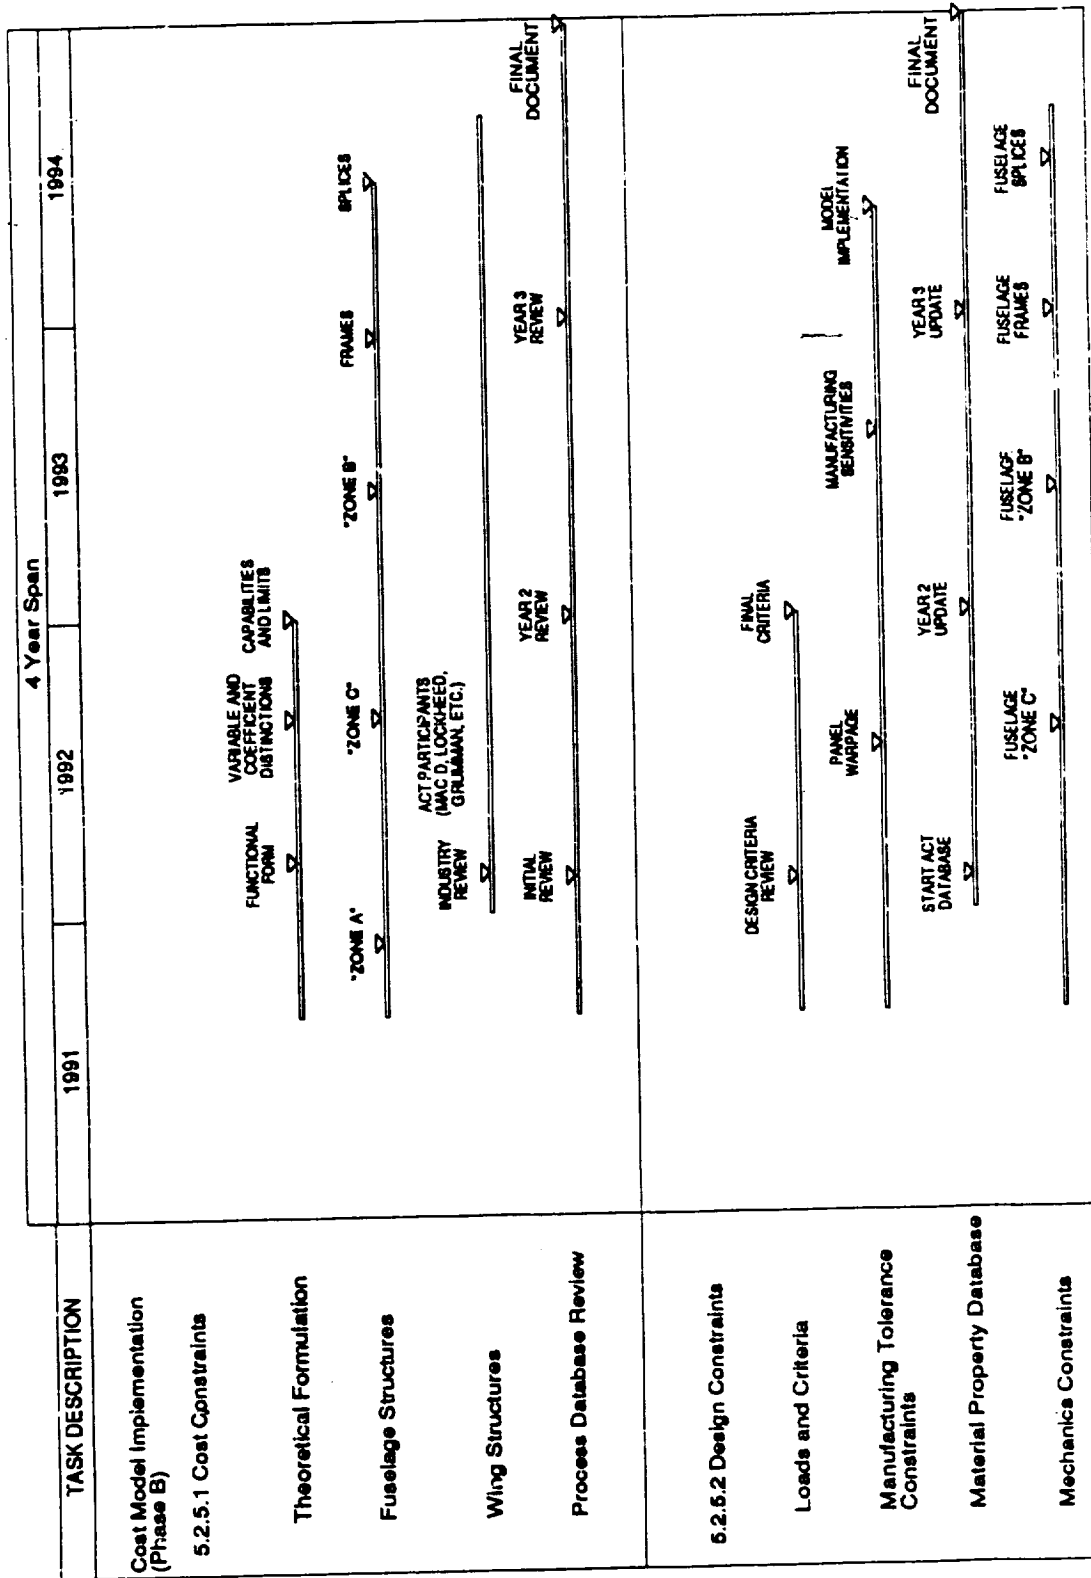 4 Year Span
TASK DESCRIPTION
1991
1992
1993
1994
Cost Model Implementation
(Phase B)
5.2.5.1 Cost Constraints
Theoretical Formulation
FUNCTIONAL
FORM
VARIABLE AND
COEFFICIENT
DISTINCTIONS
CAPABILITIES
AND LIMITS
Fuselage Structures
"ZONE A"
"ZONE C"
"ZONE B"
FRAMES
SPLICES
Wing Structures
INDUSTRY
REVIEW
ACT PARTICIPANTS
(MAC D, LOCKHEED,
GRUMMAN, ETC.)
Process Database Review
INITIAL
REVIEW
YEAR 2
REVIEW
YEAR 3
REVIEW
FINAL
DOCUMENT
5.2.5.2 Design Constraints
Loads and Criteria
DESIGN CRITERIA
REVIEW
FINAL
CRITERIA
Manufacturing Tolerance
Constraints
PANEL
WARPAGE
MANUFACTURING
SENSITIVITIES
MODEL
IMPLEMENTATION
Material Property Database
START ACT
DATABASE
YEAR 2
UPDATE
YEAR 3
UPDATE
FINAL
DOCUMENT
Mechanics Constraints
FUSELAGE
"ZONE C"
FUSELAGE
"ZONE B"
FUSELAGE
FRAMES
FUSELAGE
SPLICES